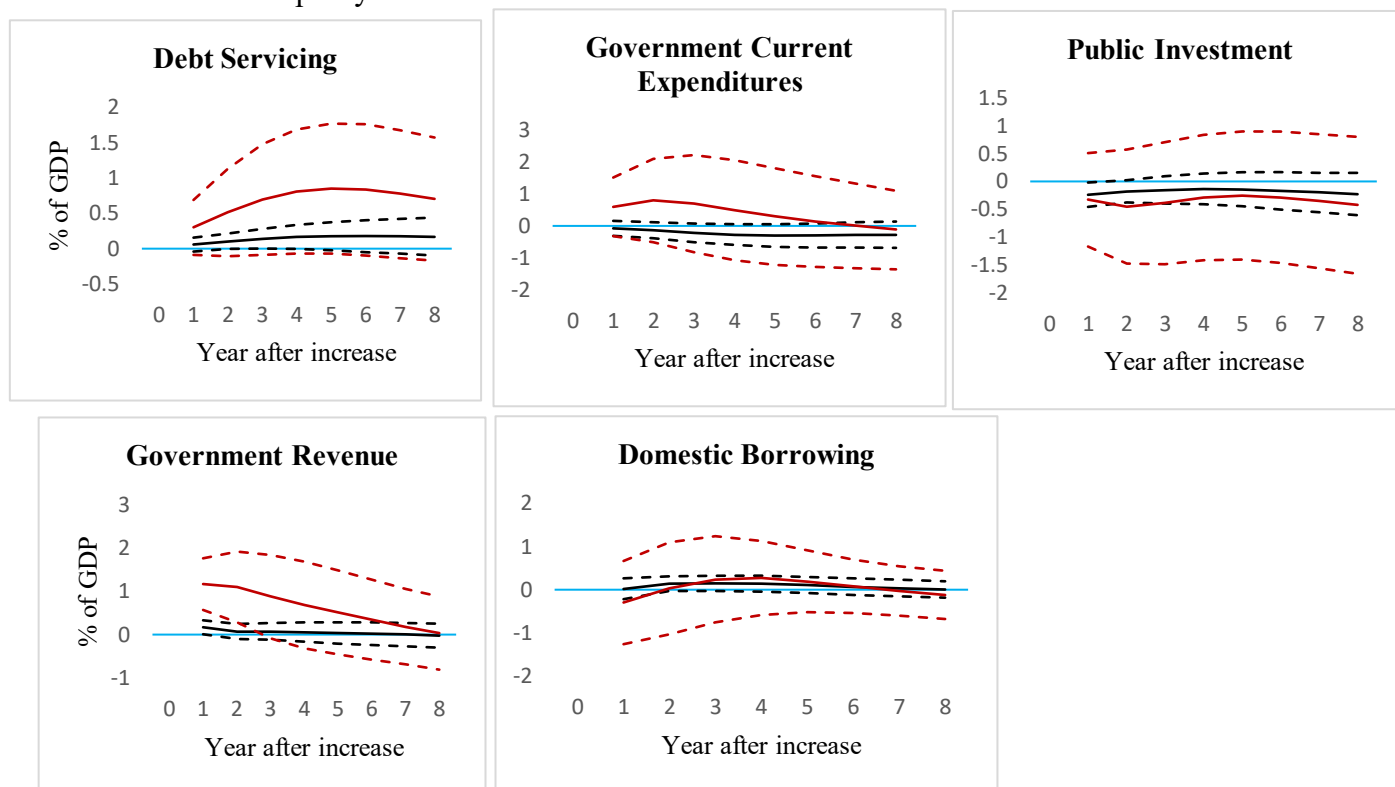 Debt Servicing
% of GDP
2
1.5
1
0.5
0
-0.5
0 1 2 3 4 5 6 7 8
Year after increase
Government Current
Expenditures
3
2
1
0
-1
-2
0 1 2 3 4 5 6 7 8
Year after increase
Public Investment
1.5
1
0.5
0
-0.5
-1
-1.5
-2
0 1 2 3 4 5 6 7 8
Year after increase
Government Revenue
% of GDP
3
2
1
0
-1
0 1 2 3 4 5 6 7 8
Year after increase
Domestic Borrowing
2
1
0
-1
-2
0 1 2 3 4 5 6 7 8
Year after increase